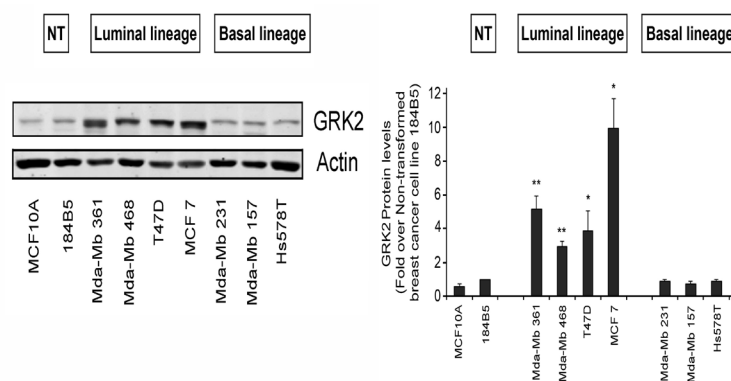 NT
Luminal lineage
Basal lineage
GRK2
Actin
MCF10A
184B5
Mda-Mb 361
Mda-Mb 468
T47D
MCF 7
Mda-Mb 231
Mda-Mb 157
Hs578T
NT
Luminal lineage
Basal lineage
GRK2 Protein levels
(Fold over Non-transformed
breast cancer cell line 184B5)
12
10
8
6
4
2
0
**
**
*
*
MCF10A
184B5
Mda-Mb 361
Mda-Mb 468
T47D
MCF 7
Mda-Mb 231
Mda-Mb 157
Hs578T